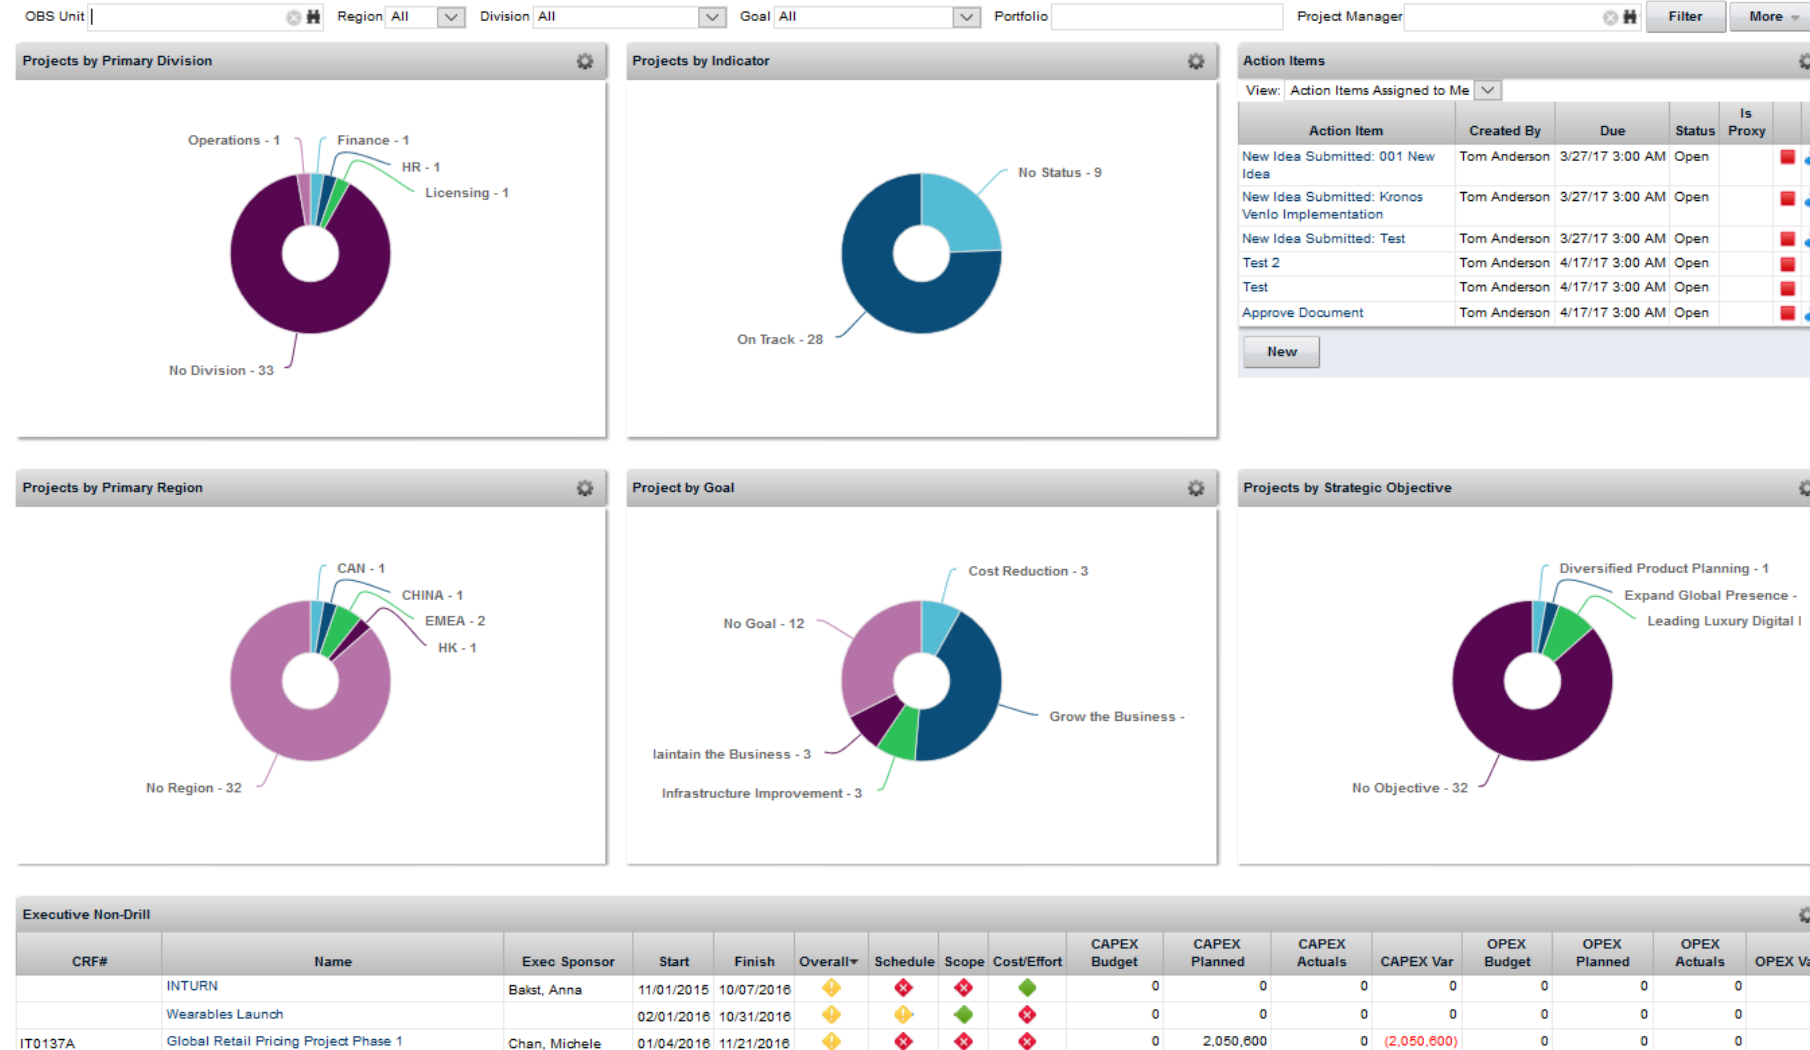 OBS Unit Region All Division All Goal All Portfolio Project Manager Filter More
Projects by Primary Division
Operations - 1
Finance - 1
HR - 1
Licensing - 1
No Division - 33
Projects by Indicator
No Status - 9
On Track - 28
Action Items
View: Action Items Assigned to Me
Action Item Created By Due Status Is Proxy
New Idea Submitted: 001 New Idea Tom Anderson 3/27/17 3:00 AM Open
New Idea Submitted: Kronos Venlo Implementation Tom Anderson 3/27/17 3:00 AM Open
New Idea Submitted: Test Tom Anderson 3/27/17 3:00 AM Open
Test 2 Tom Anderson 4/17/17 3:00 AM Open
Test Tom Anderson 4/17/17 3:00 AM Open
Approve Document Tom Anderson 4/17/17 3:00 AM Open
New
Projects by Primary Region
CAN - 1
CHINA - 1
EMEA - 2
HK - 1
No Region - 32
Project by Goal
Cost Reduction - 3
No Goal - 12
Grow the Business -
laintain the Business - 3
Infrastructure Improvement - 3
Projects by Strategic Objective
Diversified Product Planning - 1
Expand Global Presence -
Leading Luxury Digital
No Objective - 32
Executive Non-Drill
CRF# Name Exec Sponsor Start Finish Overall Schedule Scope Cost/Effort CAPEX Budget CAPEX Planned CAPEX Actuals CAPEX Var OPEX Budget OPEX Planned OPEX Actuals OPEX Va
INTURN Bakst, Anna 11/01/2015 10/07/2016 0 0 0 0 0 0 0
Wearables Launch 02/01/2016 10/31/2016 0 0 0 0 0 0 0
IT0137A Global Retail Pricing Project Phase 1 Chan, Michele 01/04/2016 11/21/2016 0 2,050,600 0 (2,050,600) 0 0 0